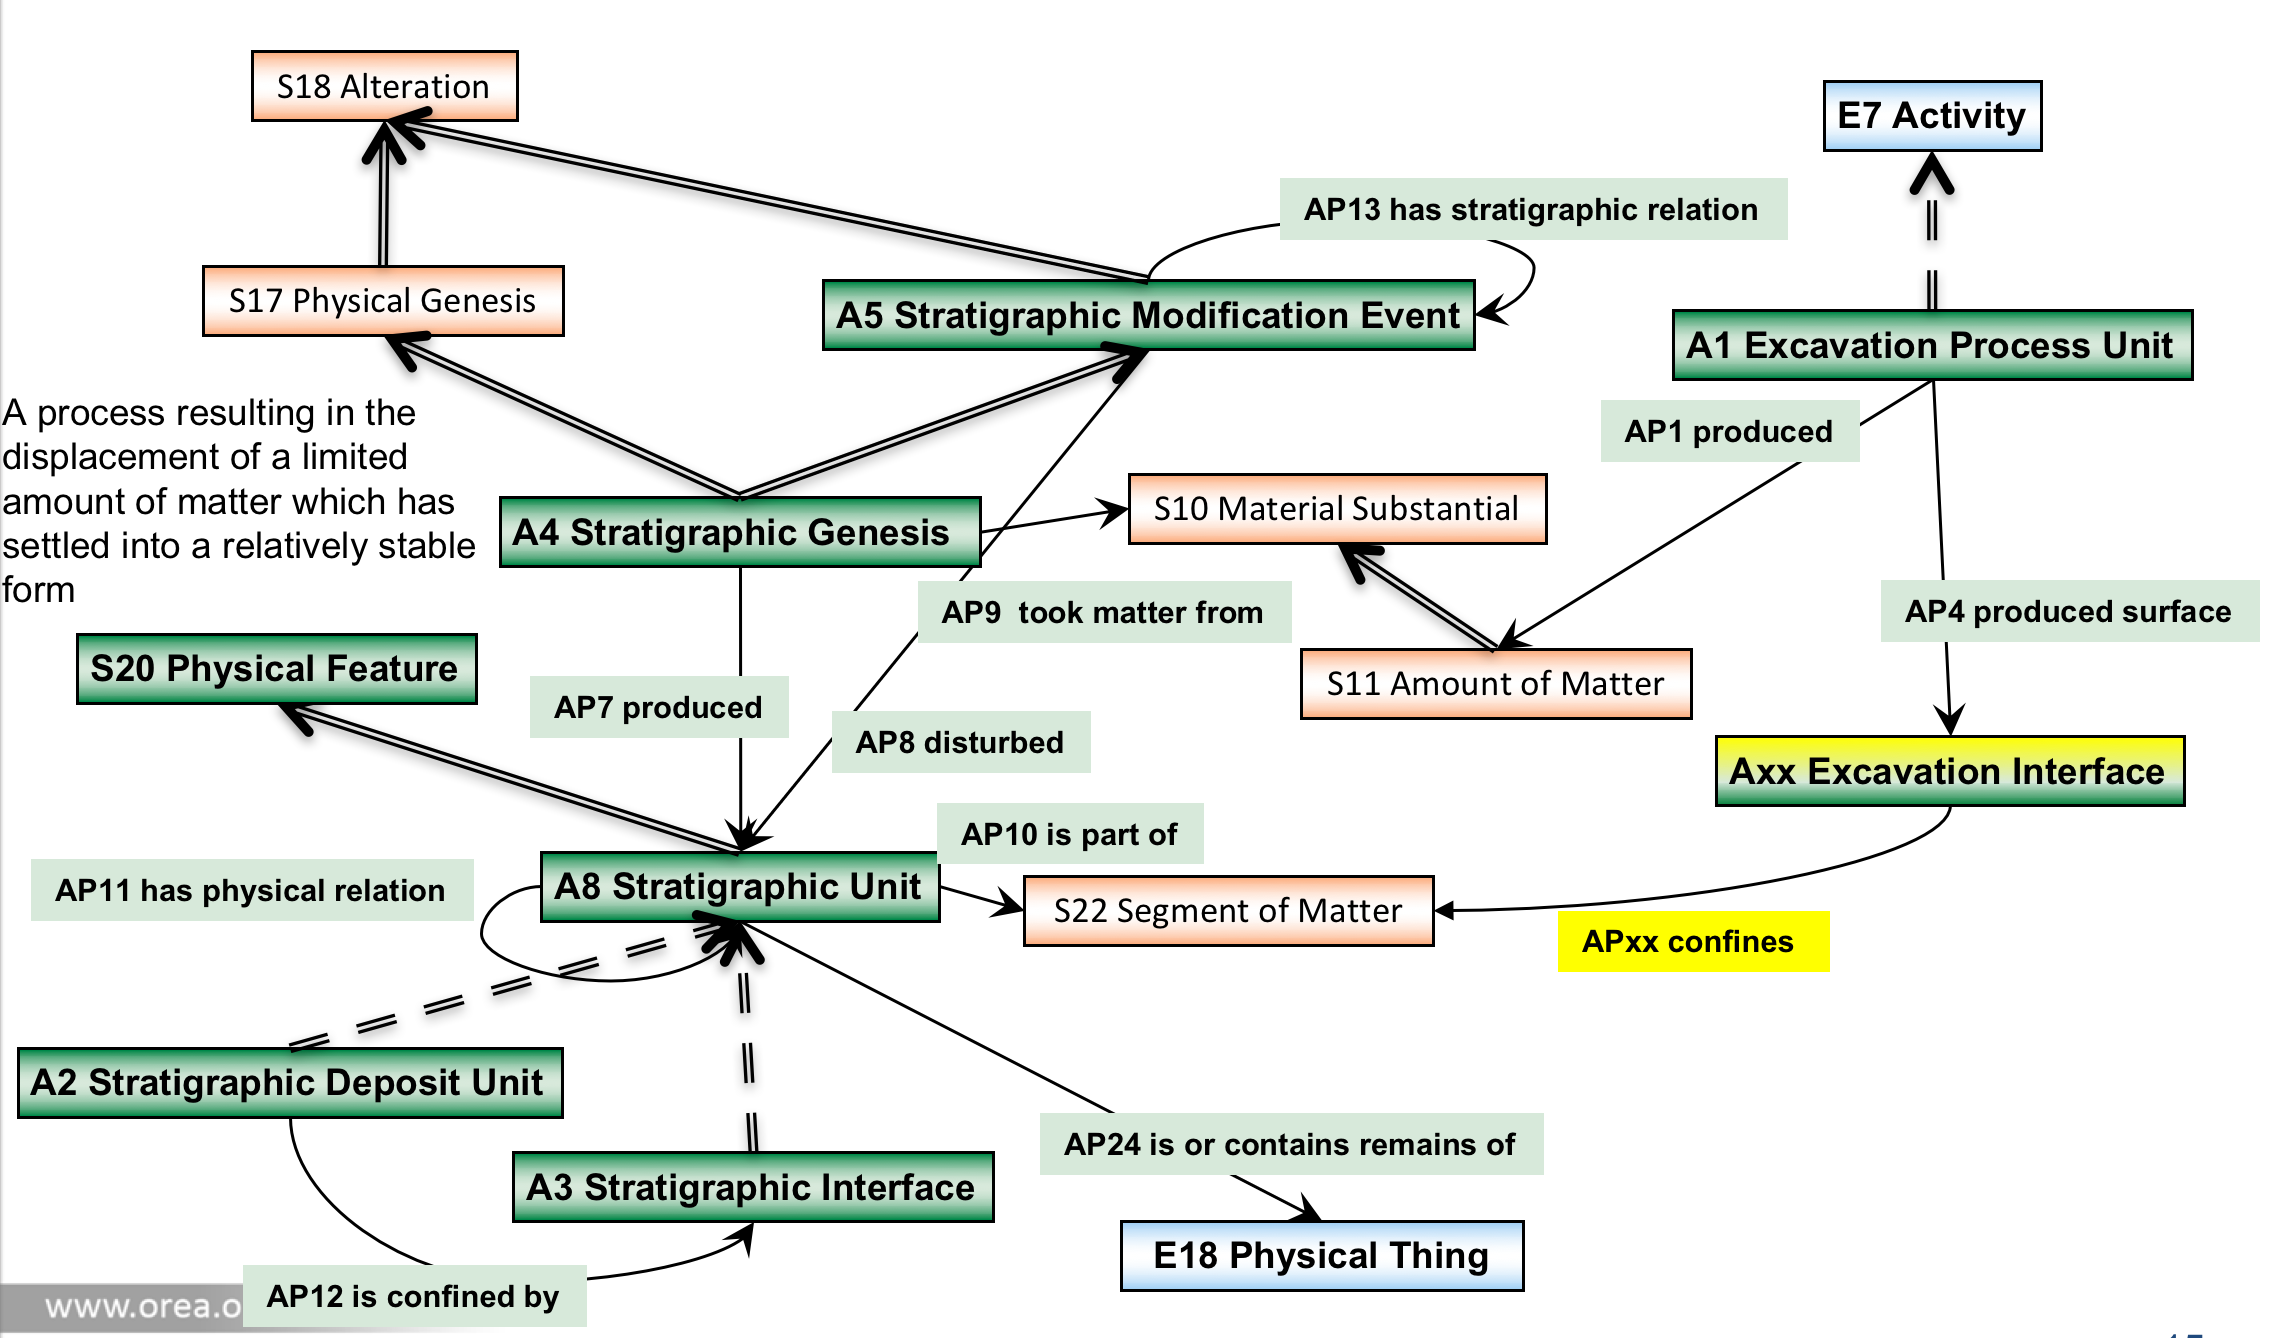 S18 Alteration
E7 Activity
AP13 has stratigraphic relation
S17 Physical Genesis
A5 Stratigraphic Modification Event
A1 Excavation Process Unit
A process resulting in the
displacement of a limited
amount of matter which has
settled into a relatively stable
form
AP1 produced
S10 Material Substantial
A4 Stratigraphic Genesis
AP9 took matter from
AP4 produced surface
S20 Physical Feature
S11 Amount of Matter
AP7 produced
AP8 disturbed
Axx Excavation Interface
AP10 is part of
AP11 has physical relation
A8 Stratigraphic Unit
S22 Segment of Matter
APxx confines
A2 Stratigraphic Deposit Unit
AP24 is or contains remains of
A3 Stratigraphic Interface
E18 Physical Thing
AP12 is confined by
www.orea.o